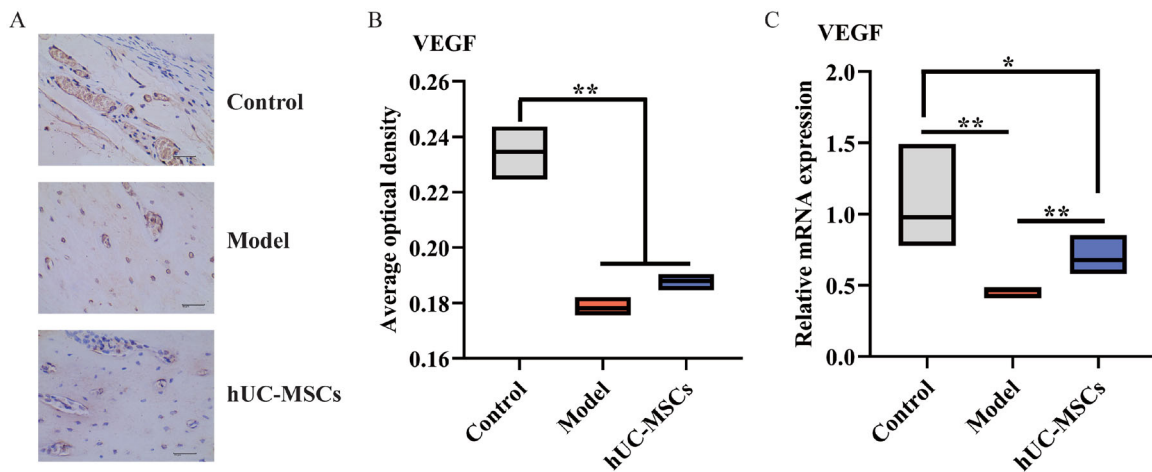 A
Control
Model
hUC-MSCs
B
VEGF
Average optical density
0.26
0.24
0.22
0.20
0.18
0.16
**
Control
Model
hUC-MSCs
C
VEGF
Relative mRNA expression
2.0
1.5
1.0
0.5
0.0
*
**
**
Control
Model
hUC-MSCs